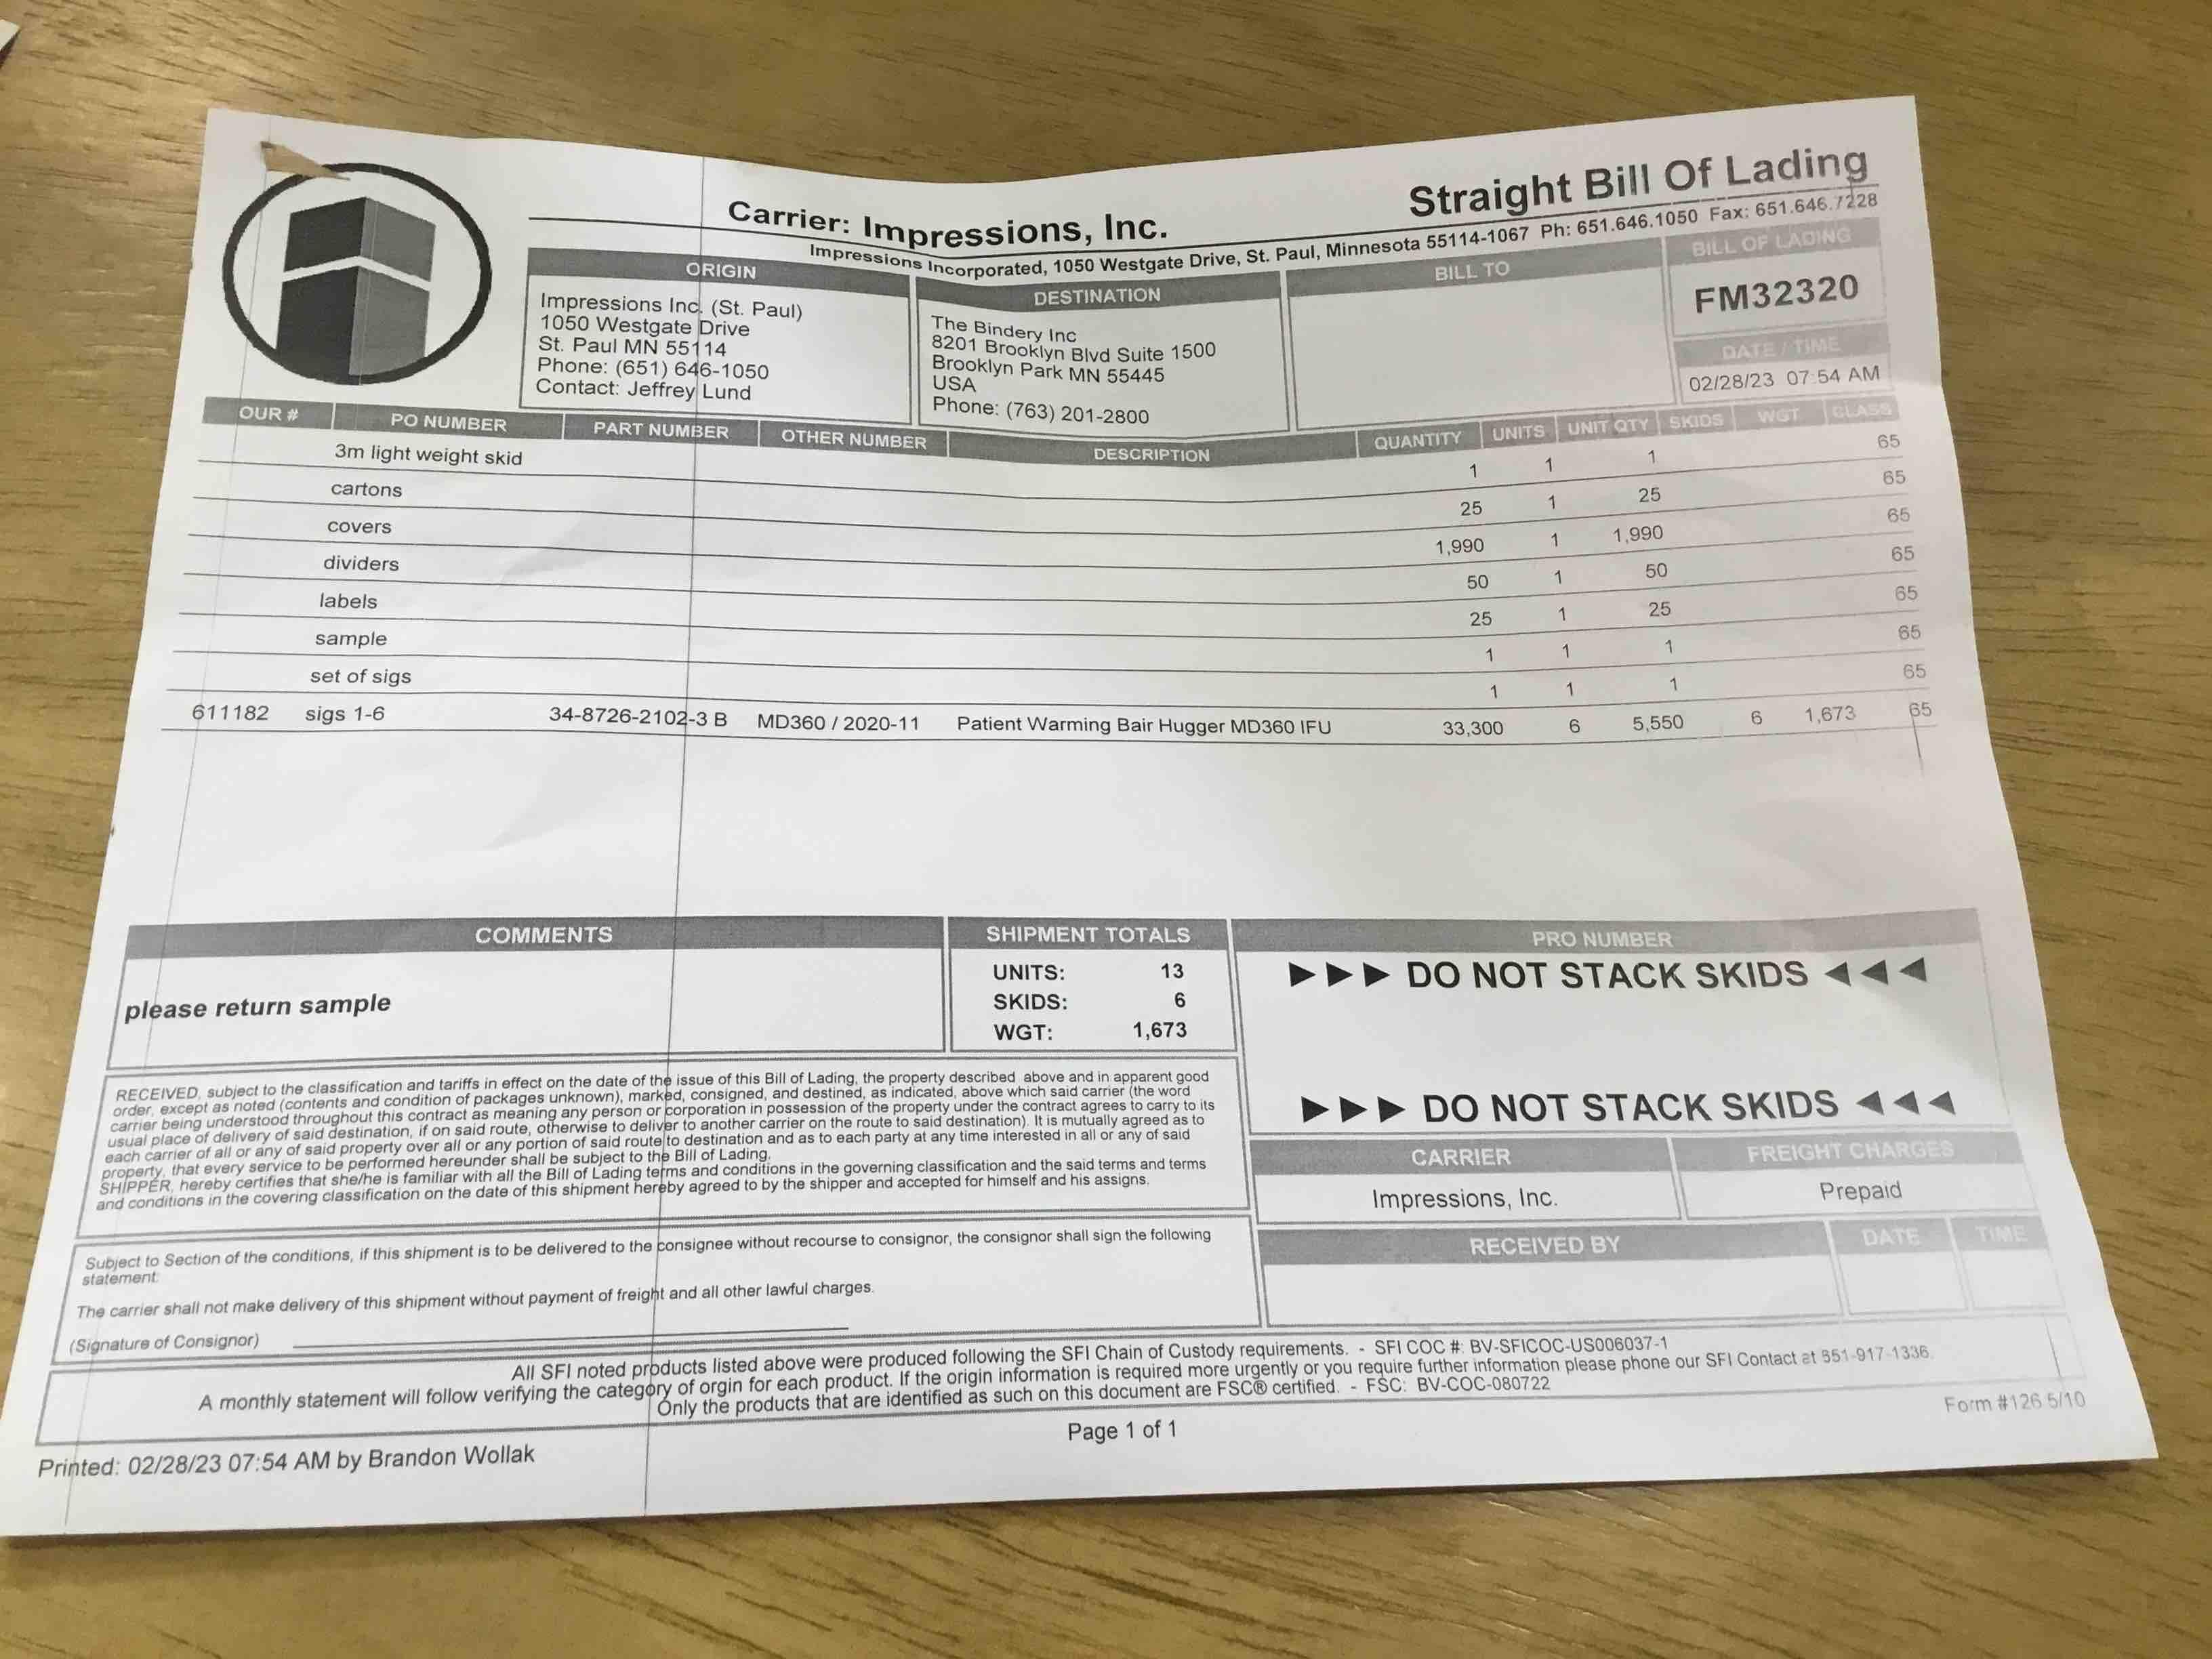 Straight Bill Of Lading
Carrier: Impressions, Inc.
Impressions Incorporated, 1050 Westgate Drive, St. Paul, Minnesota 55114-1067 Ph: 651.646.1050 Fax: 651.646.7228
ORIGIN
Impressions Inc. (St. Paul)
1050 Westgate Drive
St. Paul MN 55114
Phone: (651) 646-1050
Contact: Jeffrey Lund
DESTINATION
The Bindery Inc
8201 Brooklyn Blvd Suite 1500
Brooklyn Park MN 55445
USA
Phone: (763) 201-2800
BILL TO
BILL OF LADING
FM32320
DATE / TIME
02/28/23 07:54 AM
OUR # PO NUMBER PART NUMBER OTHER NUMBER DESCRIPTION QUANTITY UNITS UNIT QTY SKIDS WGT CLASS
3m light weight skid 1 1 1 65
cartons 25 1 25 65
covers 1,990 1 1,990 65
dividers 50 1 50 65
labels 25 1 25 65
sample 1 1 1 65
set of sigs 1 1 1 65
611182 sigs 1-6 34-8726-2102-3 B MD360 / 2020-11 Patient Warming Bair Hugger MD360 IFU 33,300 6 5,550 6 1,673 65
COMMENTS
please return sample
SHIPMENT TOTALS
UNITS: 13
SKIDS: 6
WGT: 1,673
PRO NUMBER
▶▶▶ DO NOT STACK SKIDS ◀◀◀
▶▶▶ DO NOT STACK SKIDS ◀◀◀
RECEIVED, subject to the classification and tariffs in effect on the date of the issue of this Bill of Lading, the property described above and in apparent good
order, except as noted (contents and condition of packages unknown), marked, consigned, and destined, as indicated, above which said carrier (the word
carrier being understood throughout this contract as meaning any person or corporation in possession of the property under the contract agrees to carry to its
usual place of delivery of said destination, if on said route, otherwise to deliver to another carrier on the route to said destination). It is mutually agreed as to
each carrier of all or any of said property over all or any portion of said route to destination and as to each party at any time interested in all or any of said
property, that every service to be performed hereunder shall be subject to the Bill of Lading.
SHIPPER, hereby certifies that she/he is familiar with all the Bill of Lading terms and conditions in the governing classification and the said terms and terms
and conditions in the covering classification on the date of this shipment hereby agreed to by the shipper and accepted for himself and his assigns.
CARRIER
Impressions, Inc.
FREIGHT CHARGES
Prepaid
Subject to Section of the conditions, if this shipment is to be delivered to the consignee without recourse to consignor, the consignor shall sign the following
statement:
The carrier shall not make delivery of this shipment without payment of freight and all other lawful charges.
(Signature of Consignor)
RECEIVED BY DATE TIME
All SFI noted products listed above were produced following the SFI Chain of Custody requirements. - SFI COC #: BV-SFICOC-US006037-1
A monthly statement will follow verifying the category of orgin for each product. If the origin information is required more urgently or you require further information please phone our SFI Contact at 651-917-1336.
Only the products that are identified as such on this document are FSC® certified. - FSC: BV-COC-080722
Form #126 5/10
Page 1 of 1
Printed: 02/28/23 07:54 AM by Brandon Wollak